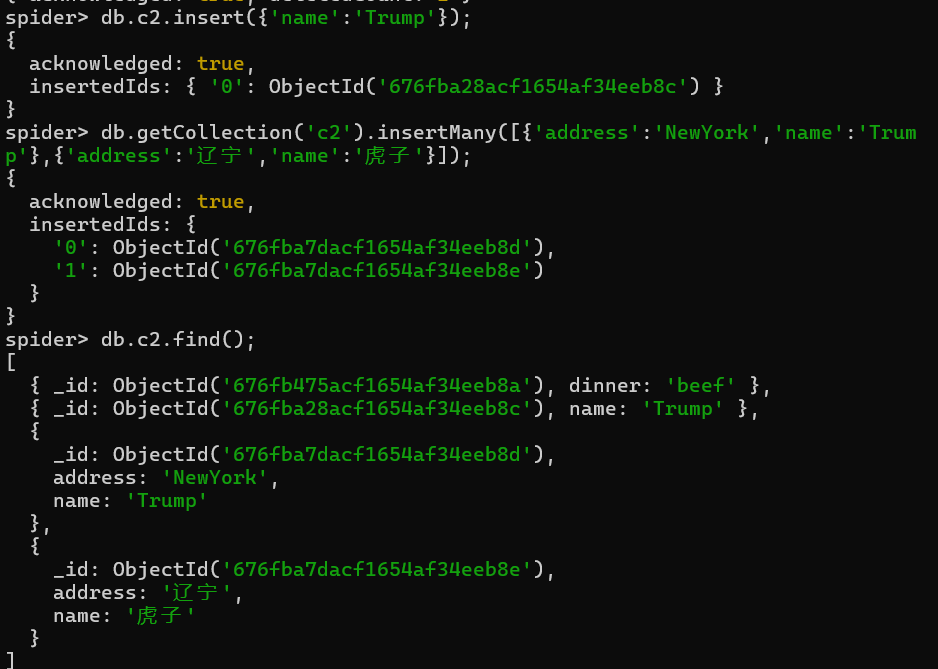 spider> db.c2.insert({'name':'Trump'});
{
  acknowledged: true,
  insertedIds: { '0': ObjectId('676fba28acf1654af34eeb8c') }
}
spider> db.getCollection('c2').insertMany([{'address':'NewYork','name':'Trum
p'},{'address':'辽宁','name':'虎子'}]);
{
  acknowledged: true,
  insertedIds: {
    '0': ObjectId('676fba7dacf1654af34eeb8d'),
    '1': ObjectId('676fba7dacf1654af34eeb8e')
  }
}
spider> db.c2.find();
[
  { _id: ObjectId('676fb475acf1654af34eeb8a'), dinner: 'beef' },
  { _id: ObjectId('676fba28acf1654af34eeb8c'), name: 'Trump' },
  {
    _id: ObjectId('676fba7dacf1654af34eeb8d'),
    address: 'NewYork',
    name: 'Trump'
  },
  {
    _id: ObjectId('676fba7dacf1654af34eeb8e'),
    address: '辽宁',
    name: '虎子'
  }
]